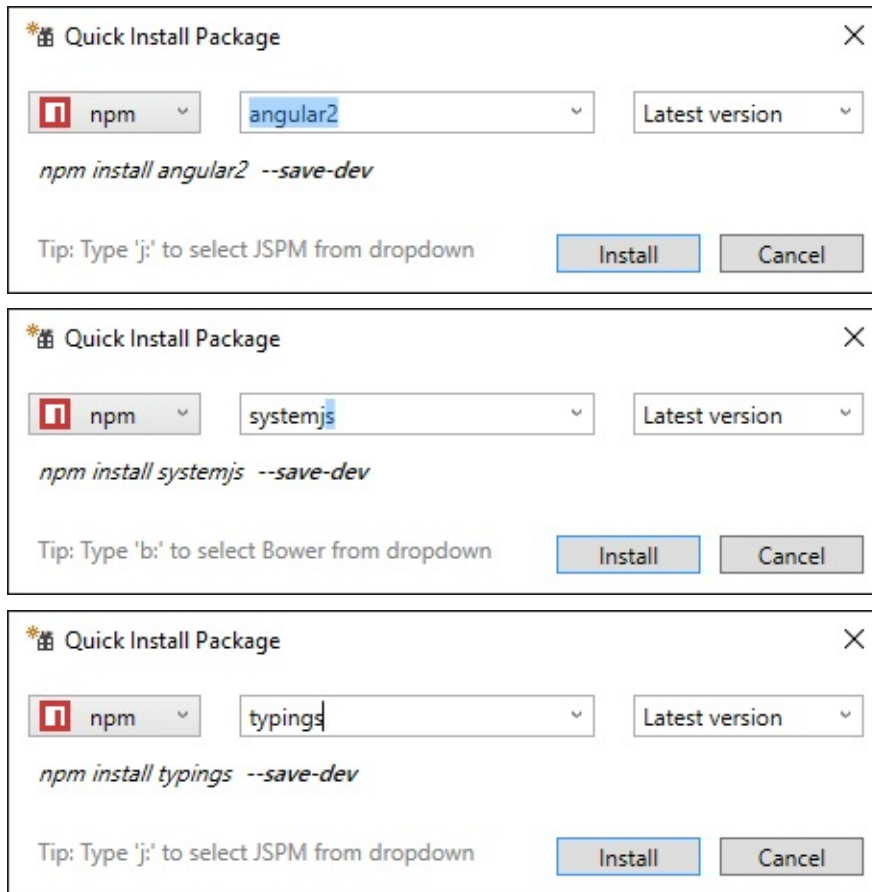 Quick Install Package
npm angular2 Latest version
npm install angular2 --save-dev
Tip: Type 'j:' to select JSPM from dropdown Install Cancel
Quick Install Package
npm systemjs Latest version
npm install systemjs --save-dev
Tip: Type 'b:' to select Bower from dropdown Install Cancel
Quick Install Package
npm typings Latest version
npm install typings --save-dev
Tip: Type 'j:' to select JSPM from dropdown Install Cancel